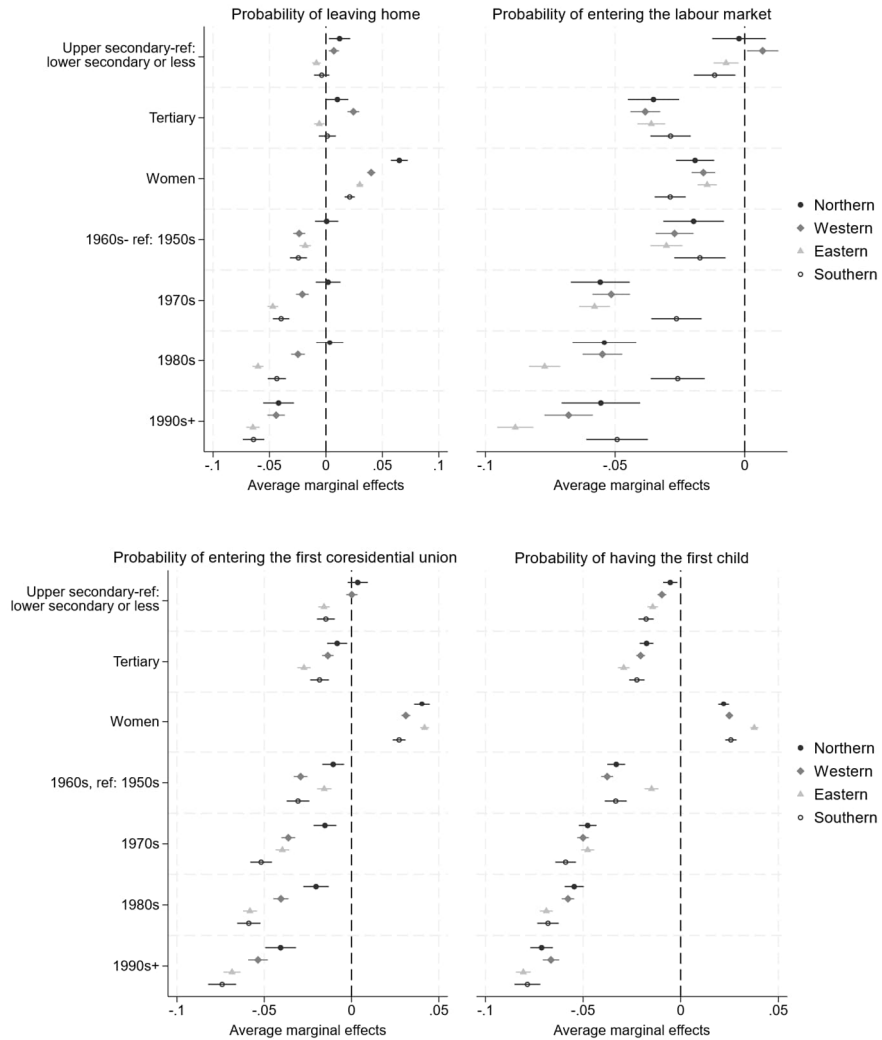 Probability of leaving home
Probability of entering the labour market
Upper secondary-ref:
lower secondary or less
Tertiary
Women
1960s- ref: 1950s
1970s
1980s
1990s+
-.1 -.05 0 .05 .1
Average marginal effects
-.1 -.05 0
Average marginal effects
Northern
Western
Eastern
Southern
Probability of entering the first coresidential union
Probability of having the first child
Upper secondary-ref:
lower secondary or less
Tertiary
Women
1960s, ref: 1950s
1970s
1980s
1990s+
-.1 -.05 0 .05
Average marginal effects
-.1 -.05 0 .05
Average marginal effects
Northern
Western
Eastern
Southern